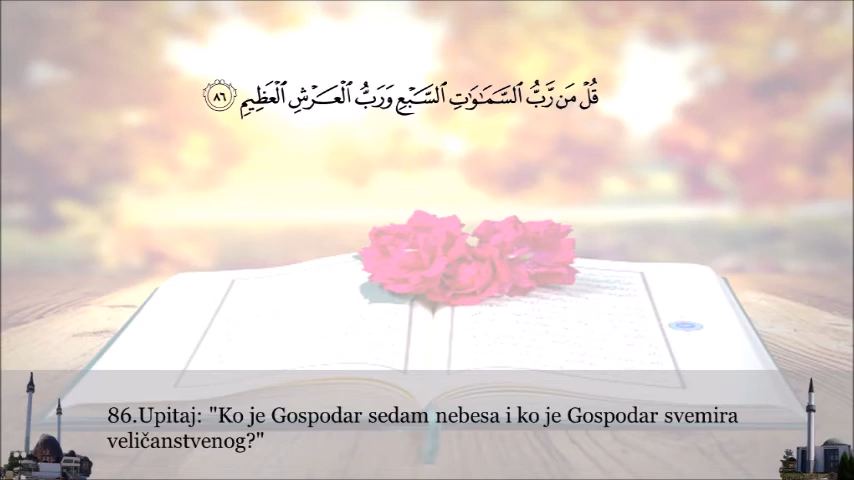 قُلْ مَن رَّبُّ ٱلسَّمَـٰوَٰتِ ٱلسَّبْعِ وَرَبُّ ٱلْعَرْشِ ٱلْعَظِيمِ ٨٦
86.Upitaj: "Ko je Gospodar sedam nebesa i ko je Gospodar svemira
veličanstvenog?"